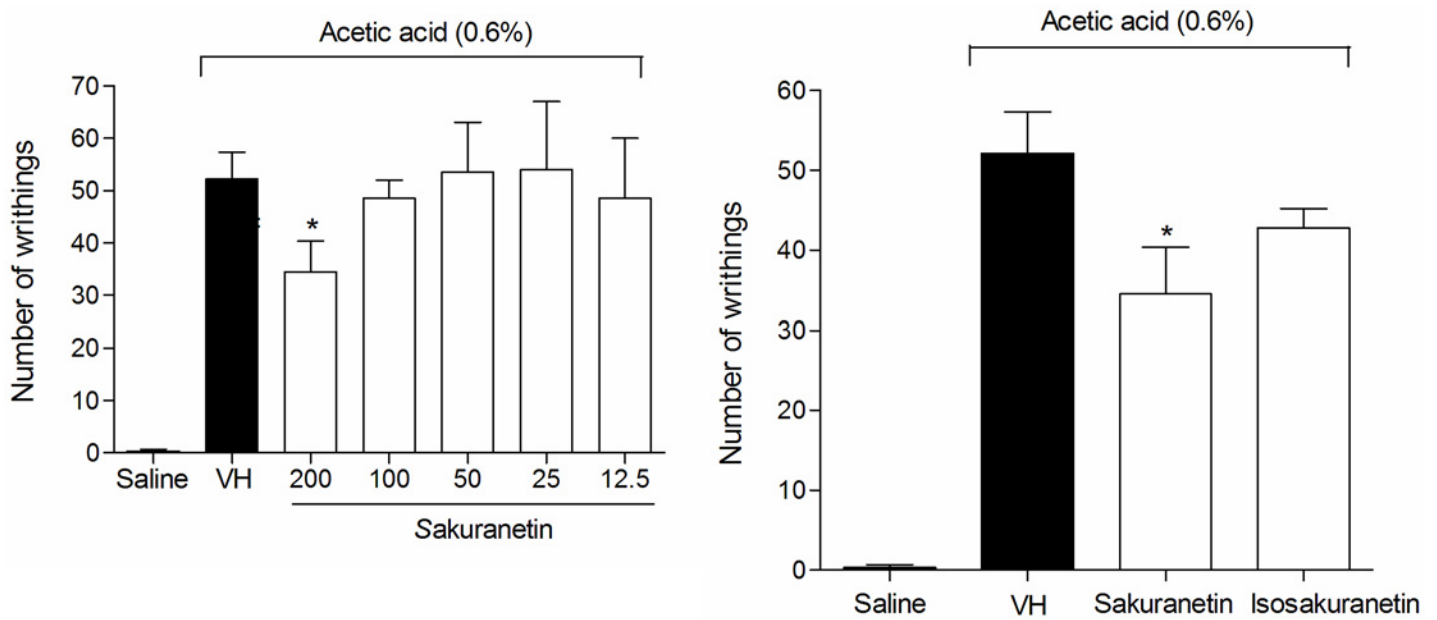 Acetic acid (0.6%)
Number of writhings
70
60
50
40
30
20
10
0
*
Saline VH 200 100 50 25 12.5
Sakuranetin
Acetic acid (0.6%)
Number of writhings
60
50
40
30
20
10
0
*
Saline VH Sakuranetin Isosakuranetin